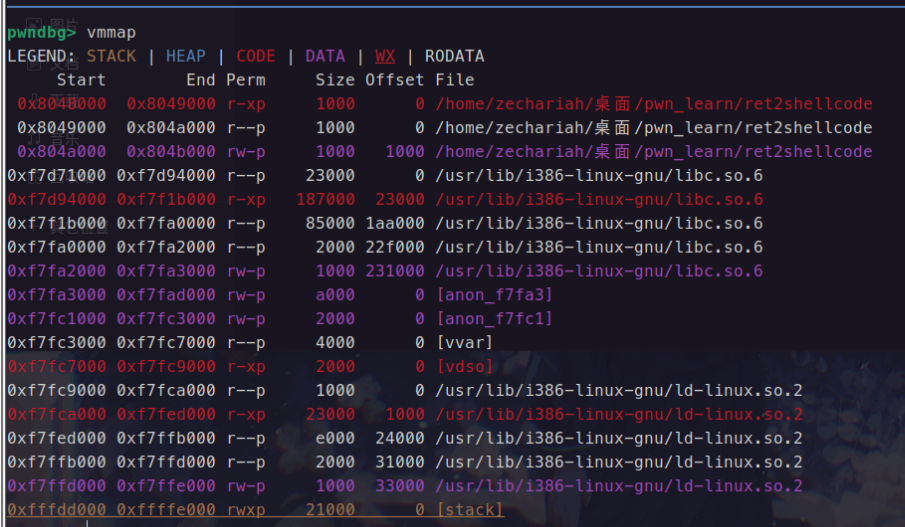 pwndbg> vmmap
LEGEND: STACK | HEAP | CODE | DATA | WX | RODATA
Start End Perm Size Offset File
0x8048000 0x8049000 r-xp 1000 0 /home/zechariah/桌面/pwn_learn/ret2shellcode
0x8049000 0x804a000 r--p 1000 0 /home/zechariah/桌面/pwn_learn/ret2shellcode
0x804a000 0x804b000 rw-p 1000 1000 /home/zechariah/桌面/pwn_learn/ret2shellcode
0xf7d71000 0xf7d94000 r--p 23000 0 /usr/lib/i386-linux-gnu/libc.so.6
0xf7d94000 0xf7f1b000 r-xp 187000 23000 /usr/lib/i386-linux-gnu/libc.so.6
0xf7f1b000 0xf7fa0000 r--p 85000 1aa000 /usr/lib/i386-linux-gnu/libc.so.6
0xf7fa0000 0xf7fa2000 r--p 2000 22f000 /usr/lib/i386-linux-gnu/libc.so.6
0xf7fa2000 0xf7fa3000 rw-p 1000 231000 /usr/lib/i386-linux-gnu/libc.so.6
0xf7fa3000 0xf7fad000 rw-p a000 0 [anon_f7fa3]
0xf7fc1000 0xf7fc3000 rw-p 2000 0 [anon_f7fc1]
0xf7fc3000 0xf7fc7000 r--p 4000 0 [vvar]
0xf7fc7000 0xf7fc9000 r-xp 2000 0 [vdso]
0xf7fc9000 0xf7fca000 r--p 1000 0 /usr/lib/i386-linux-gnu/ld-linux.so.2
0xf7fca000 0xf7fed000 r-xp 23000 1000 /usr/lib/i386-linux-gnu/ld-linux.so.2
0xf7fed000 0xf7ffb000 r--p e000 24000 /usr/lib/i386-linux-gnu/ld-linux.so.2
0xf7ffb000 0xf7ffd000 r--p 2000 31000 /usr/lib/i386-linux-gnu/ld-linux.so.2
0xf7ffd000 0xf7ffe000 rw-p 1000 33000 /usr/lib/i386-linux-gnu/ld-linux.so.2
0xfffdd000 0xffffe000 rwxp 21000 0 [stack]